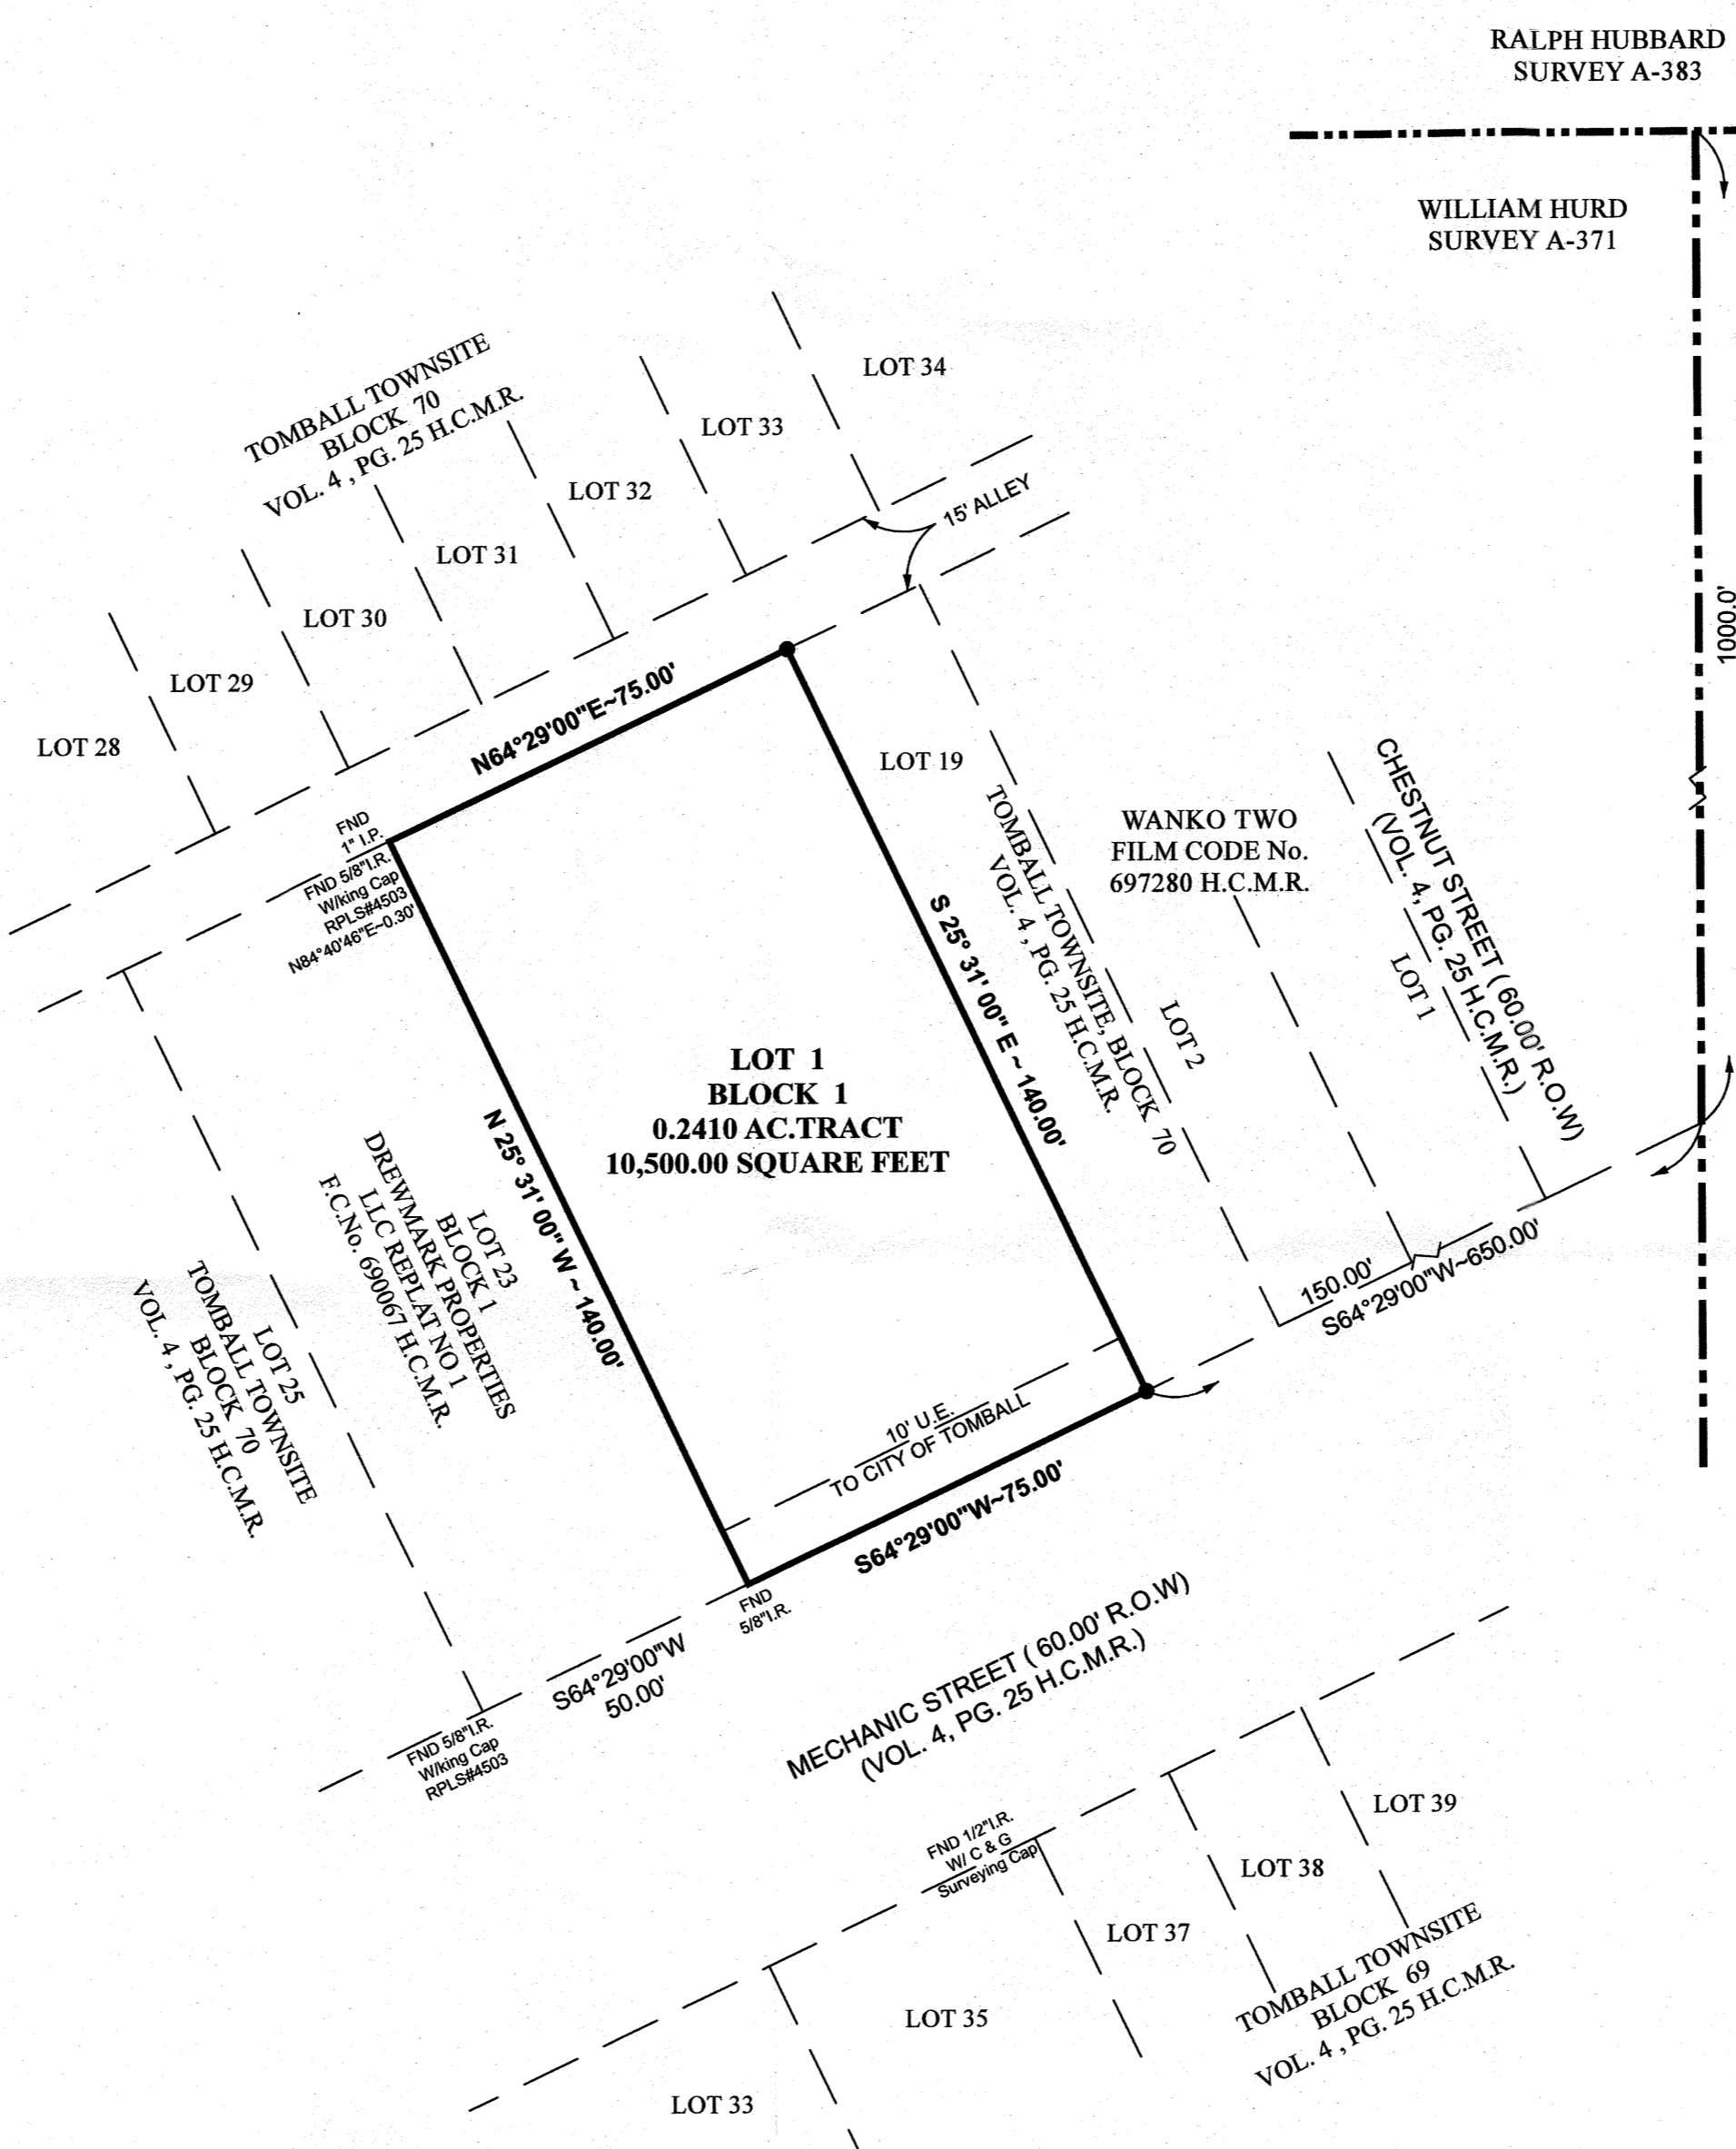 RALPH HUBBARD
SURVEY A-383
WILLIAM HURD
SURVEY A-371
1000.0'
TOMBALL TOWNSITE
BLOCK 70
VOL. 4 , PG. 25 H.C.M.R.
LOT 34
LOT 33
LOT 32
LOT 31
LOT 30
LOT 29
LOT 28
15' ALLEY
N64°29'00"E~75.00'
FND
1" I.P.
FND 5/8"I.R.
W/king Cap
RPLS#4503
N84°40'46"E~0.30'
LOT 19
TOMBALL TOWNSITE, BLOCK 70
VOL. 4 , PG. 25 H.C.M.R.
WANKO TWO
FILM CODE No.
697280 H.C.M.R.
CHESTNUT STREET ( 60.00' R.O.W)
(VOL. 4, PG. 25 H.C.M.R.)
LOT 1
LOT 2
S 25° 31' 00" E ~ 140.00'
LOT 1
BLOCK 1
0.2410 AC.TRACT
10,500.00 SQUARE FEET
N 25° 31' 00" W ~ 140.00'
LOT 23
BLOCK 1
DREWMARK PROPERTIES
LLC REPLAT NO 1
F.C.No. 690067 H.C.M.R.
LOT 25
TOMBALL TOWNSITE
BLOCK 70
VOL. 4 , PG. 25 H.C.M.R.
150.00'
S64°29'00"W~650.00'
10' U.E.
TO CITY OF TOMBALL
S64°29'00"W~75.00'
FND
5/8"I.R.
S64°29'00"W
50.00'
FND 5/8"I.R.
W/king Cap
RPLS#4503
MECHANIC STREET ( 60.00' R.O.W)
(VOL. 4, PG. 25 H.C.M.R.)
FND 1/2"I.R.
W/ C & G
Surveying Cap
LOT 39
LOT 38
LOT 37
LOT 35
LOT 33
TOMBALL TOWNSITE
BLOCK 69
VOL. 4 , PG. 25 H.C.M.R.